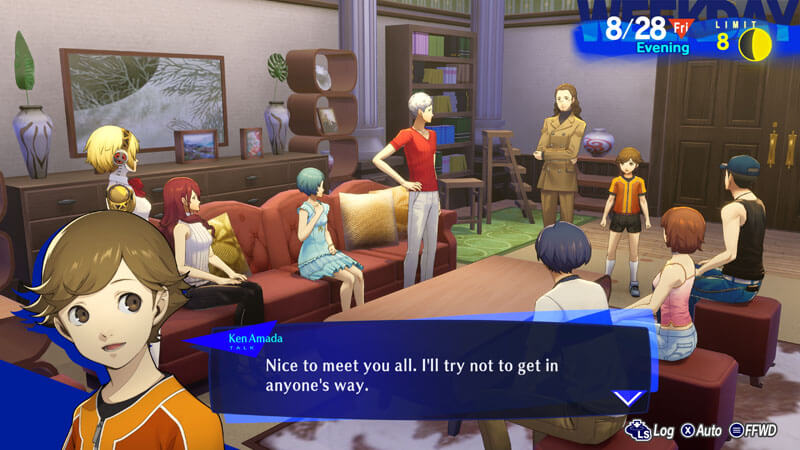 WEEKDAY
8/28 Fri
Evening
LIMIT
8
Ken Amada
TALK
Nice to meet you all. I'll try not to get in
anyone's way.
LS Log X Auto FFWD